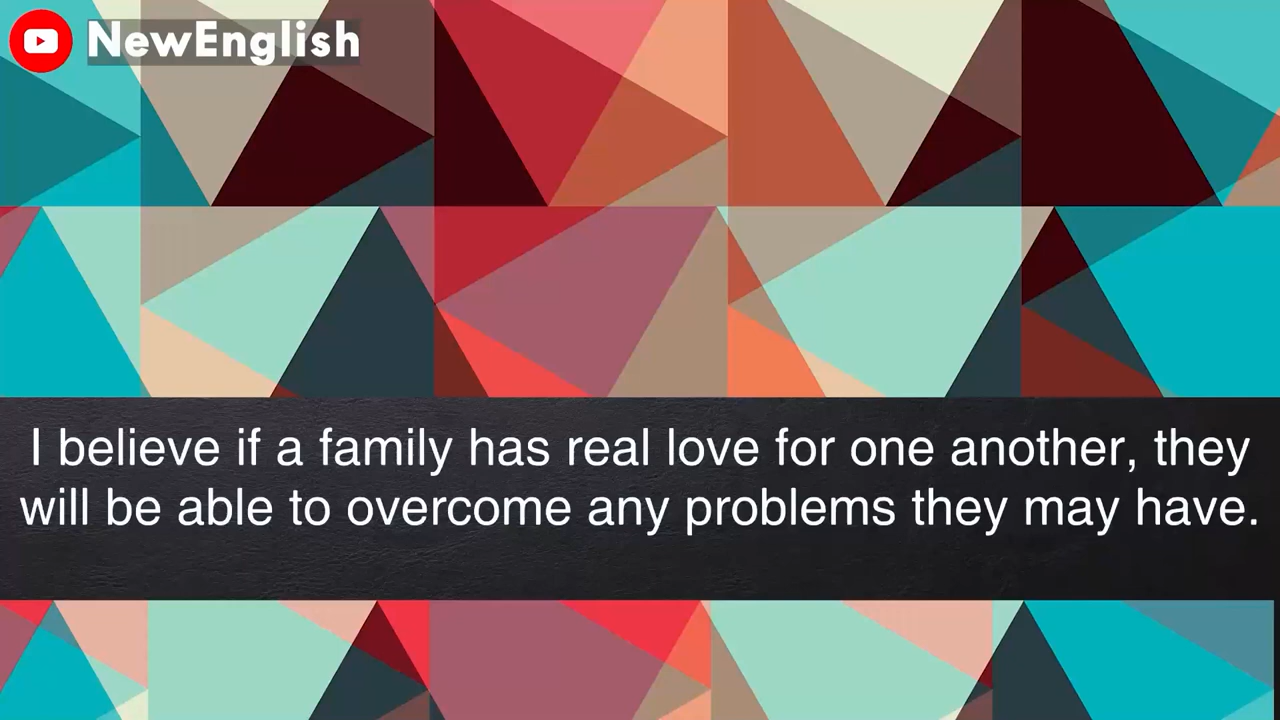 NewEnglish
I believe if a family has real love for one another, they
will be able to overcome any problems they may have.